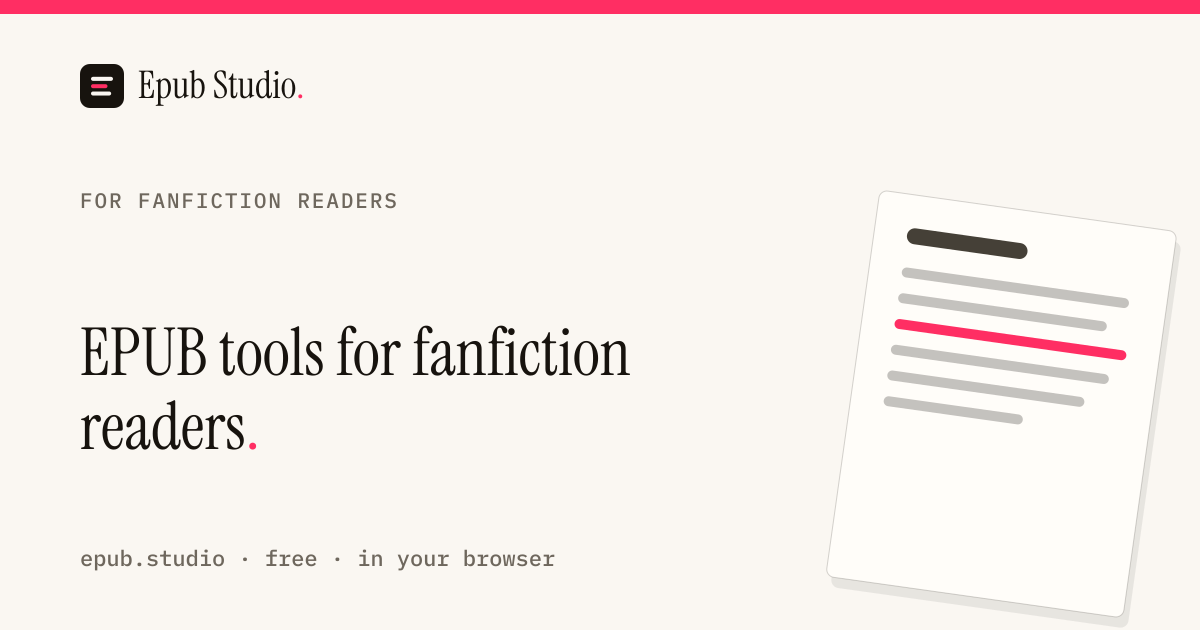 Epub Studio.
FOR FANFICTION READERS
EPUB tools for fanfiction
readers.
epub.studio · free · in your browser